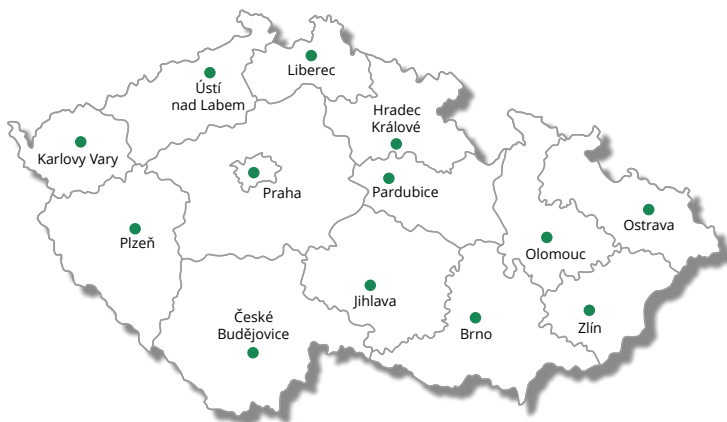 Liberec
Ústí
nad Labem
Hradec
Králové
Karlovy Vary
Praha
Pardubice
Ostrava
Plzeň
Olomouc
Jihlava
České
Budějovice
Brno
Zlín